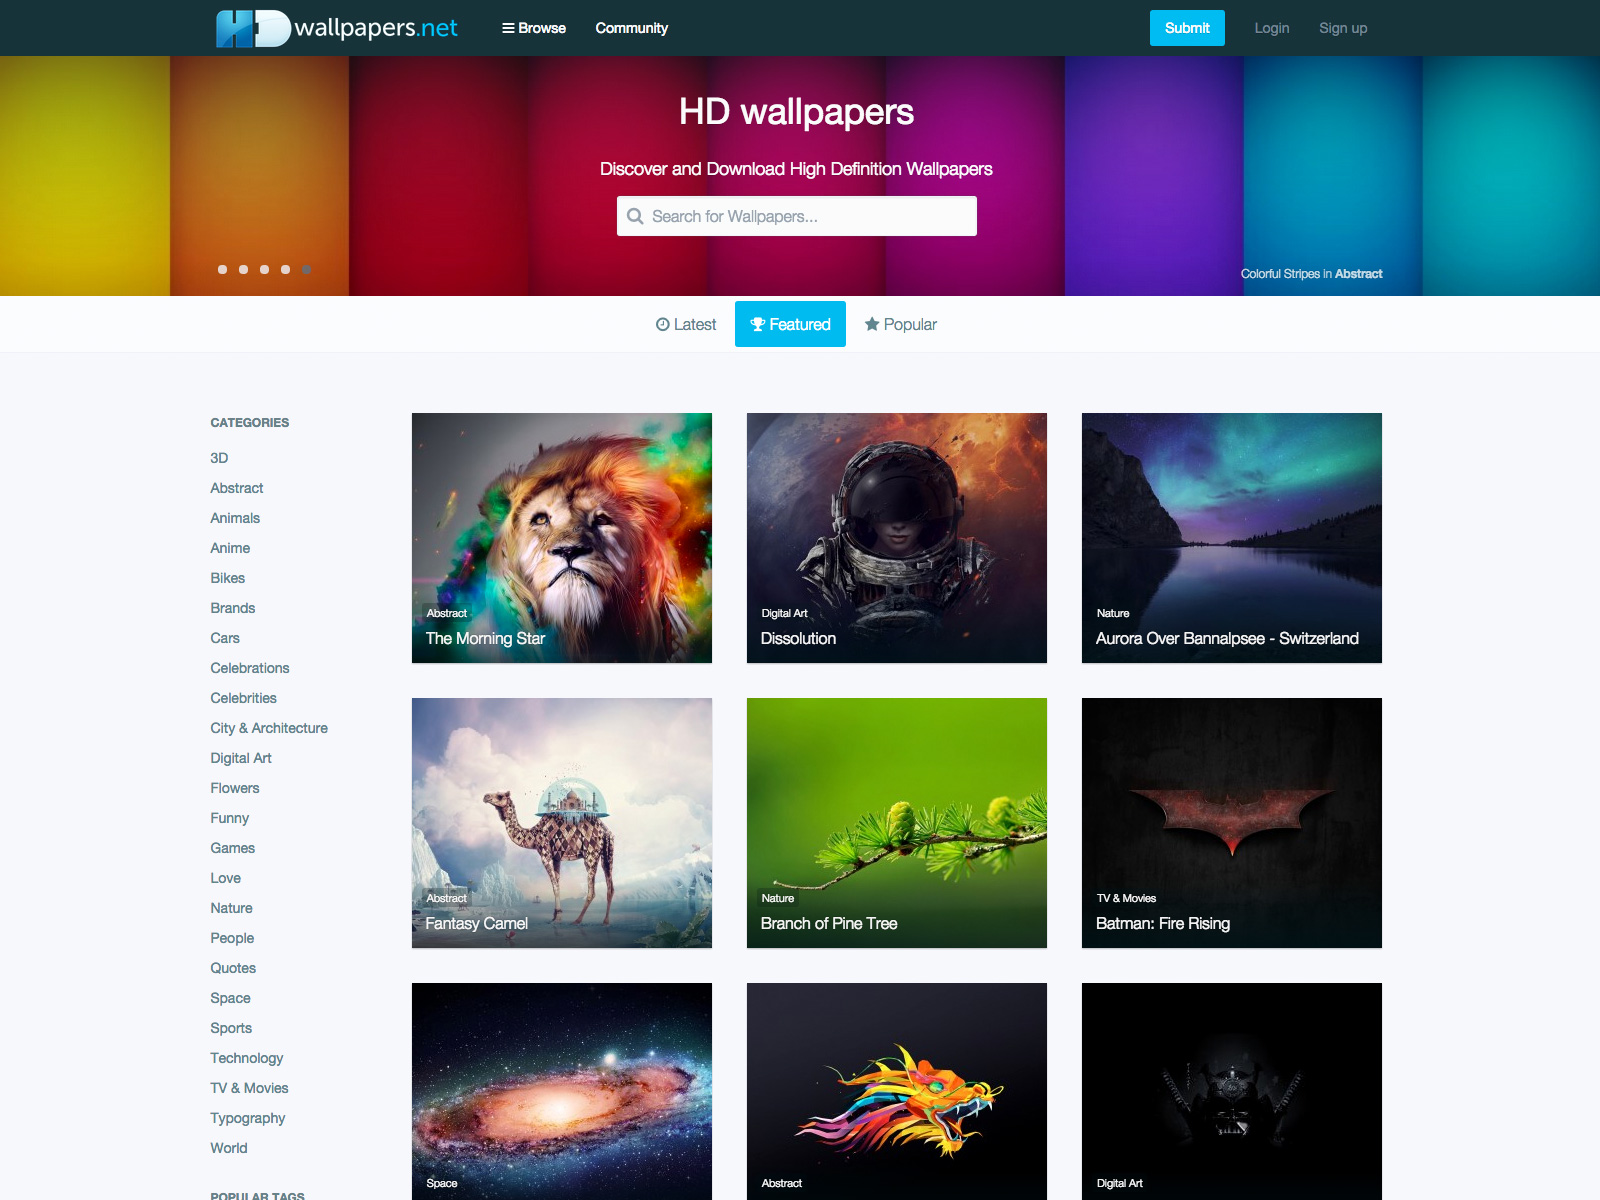 HDwallpapers.net
Browse
Community
Submit
Login
Sign up
HD wallpapers
Discover and Download High Definition Wallpapers
Search for Wallpapers...
Colorful Stripes in Abstract
Latest
Featured
Popular
CATEGORIES
3D
Abstract
Animals
Anime
Bikes
Brands
Cars
Celebrations
Celebrities
City & Architecture
Digital Art
Flowers
Funny
Games
Love
Nature
People
Quotes
Space
Sports
Technology
TV & Movies
Typography
World
POPULAR TAGS
Abstract
The Morning Star
Digital Art
Dissolution
Nature
Aurora Over Bannalpsee - Switzerland
Abstract
Fantasy Camel
Nature
Branch of Pine Tree
TV & Movies
Batman: Fire Rising
Space
Abstract
Digital Art